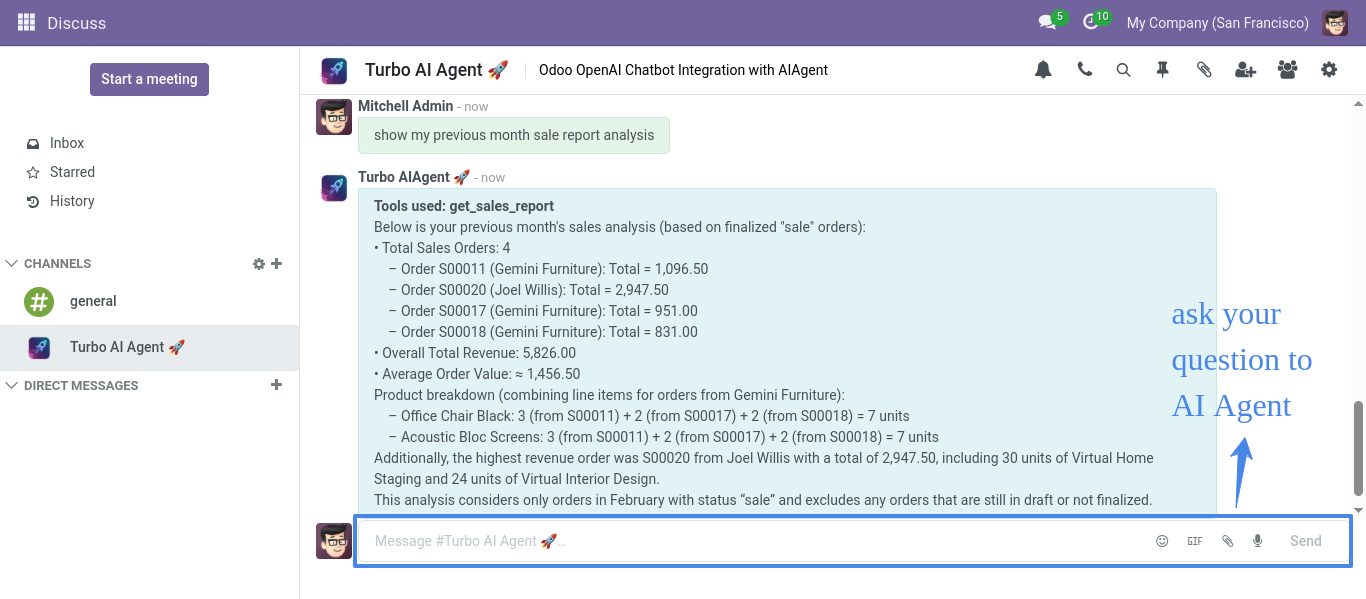 Discuss
5
10
My Company (San Francisco)
Start a meeting
Inbox
Starred
History
CHANNELS
general
Turbo AI Agent 🚀
DIRECT MESSAGES
Turbo AI Agent 🚀
Odoo OpenAI Chatbot Integration with AIAgent
Mitchell Admin - now
show my previous month sale report analysis
Turbo AIAgent 🚀 - now
Tools used: get_sales_report
Below is your previous month's sales analysis (based on finalized "sale" orders):
• Total Sales Orders: 4
– Order S00011 (Gemini Furniture): Total = 1,096.50
– Order S00020 (Joel Willis): Total = 2,947.50
– Order S00017 (Gemini Furniture): Total = 951.00
– Order S00018 (Gemini Furniture): Total = 831.00
• Overall Total Revenue: 5,826.00
• Average Order Value: ≈ 1,456.50
Product breakdown (combining line items for orders from Gemini Furniture):
– Office Chair Black: 3 (from S00011) + 2 (from S00017) + 2 (from S00018) = 7 units
– Acoustic Bloc Screens: 3 (from S00011) + 2 (from S00017) + 2 (from S00018) = 7 units
Additionally, the highest revenue order was S00020 from Joel Willis with a total of 2,947.50, including 30 units of Virtual Home
Staging and 24 units of Virtual Interior Design.
This analysis considers only orders in February with status “sale” and excludes any orders that are still in draft or not finalized.
ask your
question to
AI Agent
Message #Turbo AI Agent 🚀…
GIF
Send